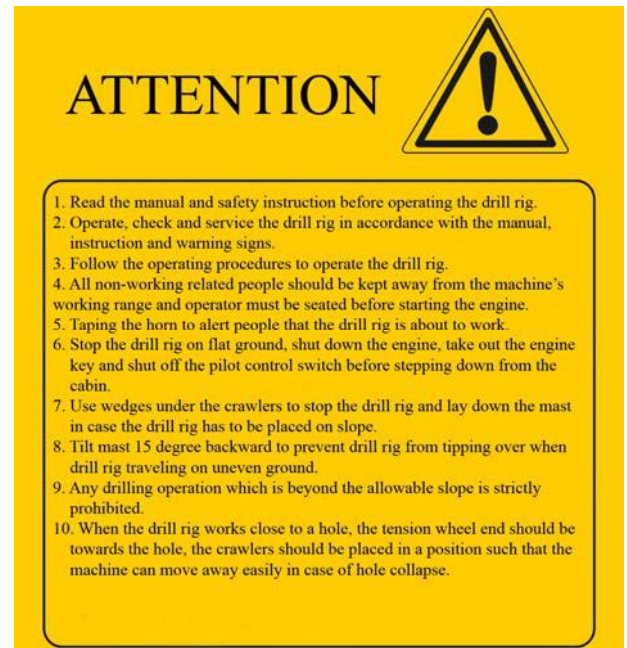 ATTENTION
1. Read the manual and safety instruction before operating the drill rig.
2. Operate, check and service the drill rig in accordance with the manual,
instruction and warning signs.
3. Follow the operating procedures to operate the drill rig.
4. All non-working related people should be kept away from the machine’s
working range and operator must be seated before starting the engine.
5. Taping the horn to alert people that the drill rig is about to work.
6. Stop the drill rig on flat ground, shut down the engine, take out the engine
key and shut off the pilot control switch before stepping down from the
cabin.
7. Use wedges under the crawlers to stop the drill rig and lay down the mast
in case the drill rig has to be placed on slope.
8. Tilt mast 15 degree backward to prevent drill rig from tipping over when
drill rig traveling on uneven ground.
9. Any drilling operation which is beyond the allowable slope is strictly
prohibited.
10. When the drill rig works close to a hole, the tension wheel end should be
towards the hole, the crawlers should be placed in a position such that the
machine can move away easily in case of hole collapse.